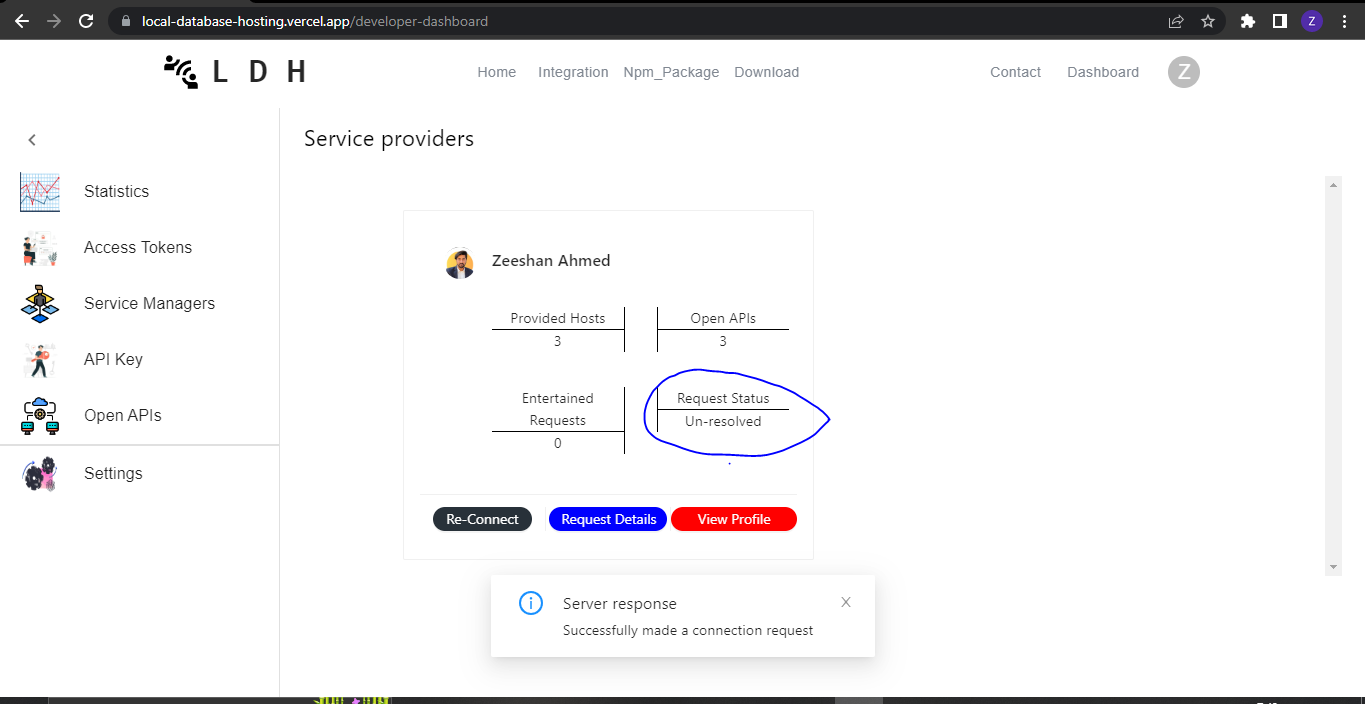 local-database-hosting.vercel.app/developer-dashboard
Z
L D H
Home Integration Npm_Package Download Contact Dashboard Z
Service providers
Statistics
Access Tokens
Service Managers
API Key
Open APIs
Settings
Zeeshan Ahmed
Provided Hosts Open APIs
3 3
Entertained
Requests
0
Request Status
Un-resolved
Re-Connect Request Details View Profile
Server response
Successfully made a connection request